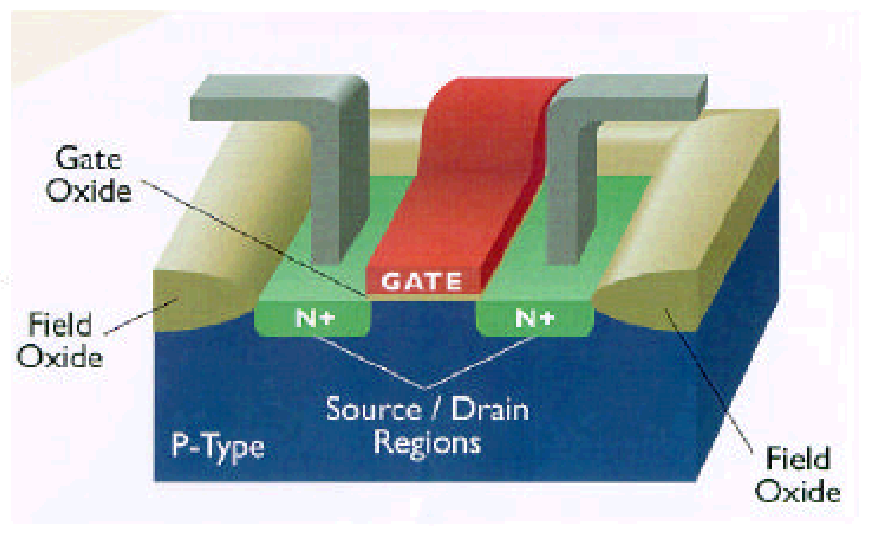 Gate
Oxide
GATE
N+
N+
Field
Oxide
Source / Drain
Regions
P-Type
Field
Oxide